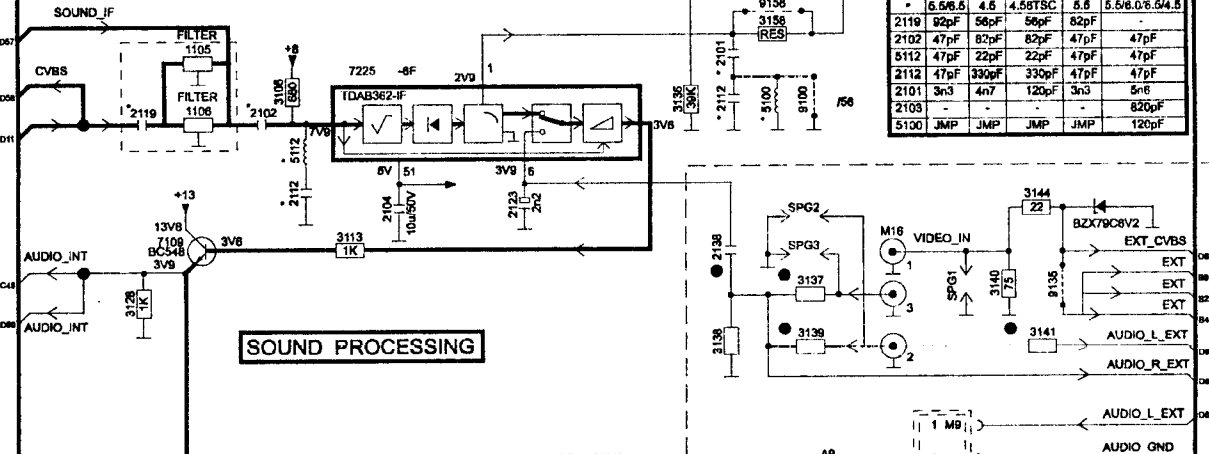 SOUND_IF
FILTER
1105
CVBS
FILTER
1106
2119
2102
+8
3106
680
7V9
5112
2112
7225 -6F
TDA8362-IF
2V9
1
3V6
8V 51
3V9 6
2104
10u/50V
2123
2n2
9156
3158
RES
2101
2112
5100
9100
/56
3135
39K
* 5.5/6.5 4.5 4.5BTSC 5.5 5.5/6.0/6.5/4.5
2119 92pF 56pF 56pF 82pF -
2102 47pF 82pF 82pF 47pF 47pF
5112 47pF 22pF 22pF 47pF 47pF
2112 47pF 330pF 330pF 47pF 47pF
2101 3n3 4n7 120pF 3n3 5n6
2103 - - - - 820pF
5100 JMP JMP JMP JMP 120pF
+13
13V8
7109
BC548
3V9
3V6
3113
1K
AUDIO_INT
3128
1K
AUDIO_INT
SOUND PROCESSING
2138
3138
SPG2
SPG3
3137
3139
M16
1
3
2
VIDEO_IN
SPG1
3144
22
3140
75
9135
BZX79C6V2
EXT_CVBS
EXT
EXT
EXT
3141
AUDIO_L_EXT
AUDIO_R_EXT
AUDIO_L_EXT
1 M9
AUDIO GND